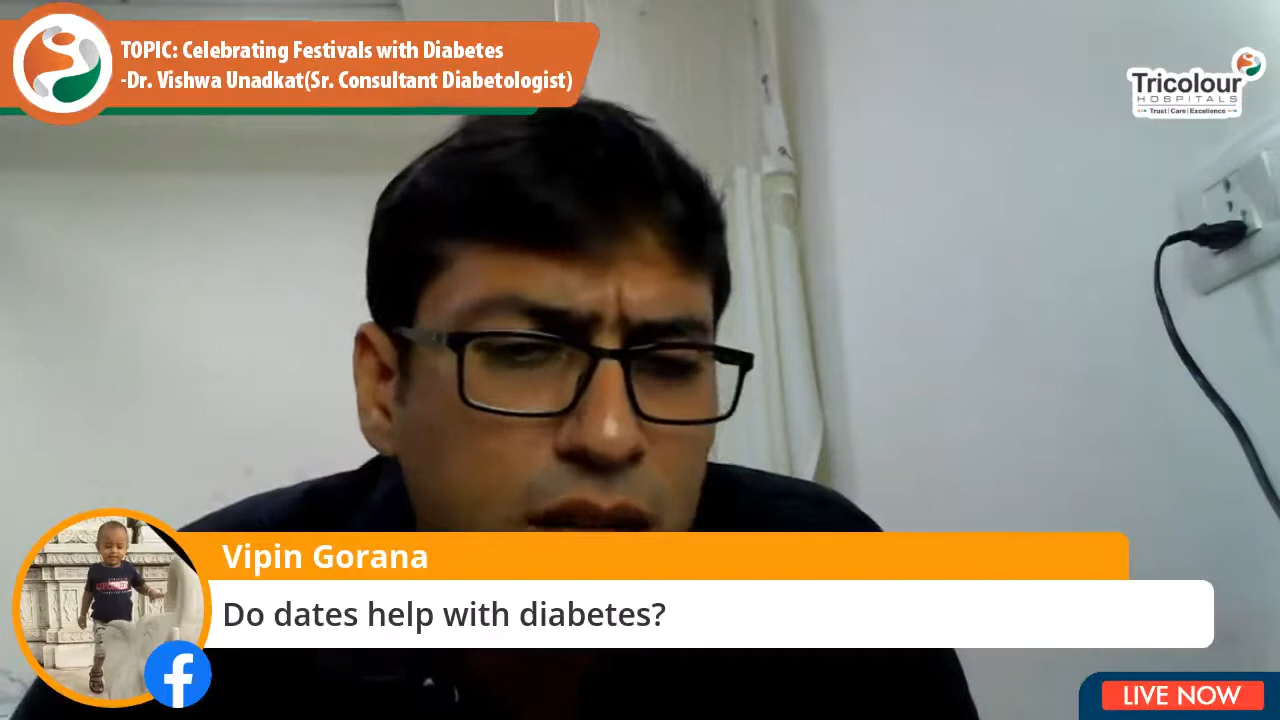 TOPIC: Celebrating Festivals with Diabetes
-Dr. Vishwa Unadkat(Sr. Consultant Diabetologist)
Tricolour
HOSPITALS
Trust | Care | Excellence
Vipin Gorana
Do dates help with diabetes?
LIVE NOW